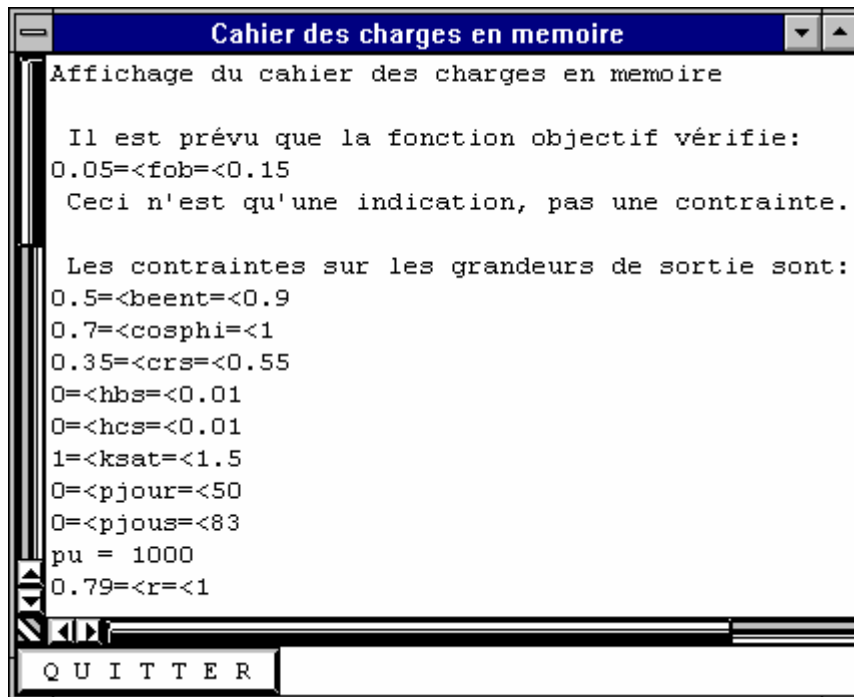 Cahier des charges en memoire
Affichage du cahier des charges en memoire
Il est prévu que la fonction objectif vérifie:
0.05=<fob=<0.15
Ceci n'est qu'une indication, pas une contrainte.
Les contraintes sur les grandeurs de sortie sont:
0.5=<beent=<0.9
0.7=<cosphi=<1
0.35=<crs=<0.55
0=<hbs=<0.01
0=<hcs=<0.01
1=<ksat=<1.5
0=<pjour=<50
0=<pjous=<83
pu = 1000
0.79=<r=<1
Q U I T T E R